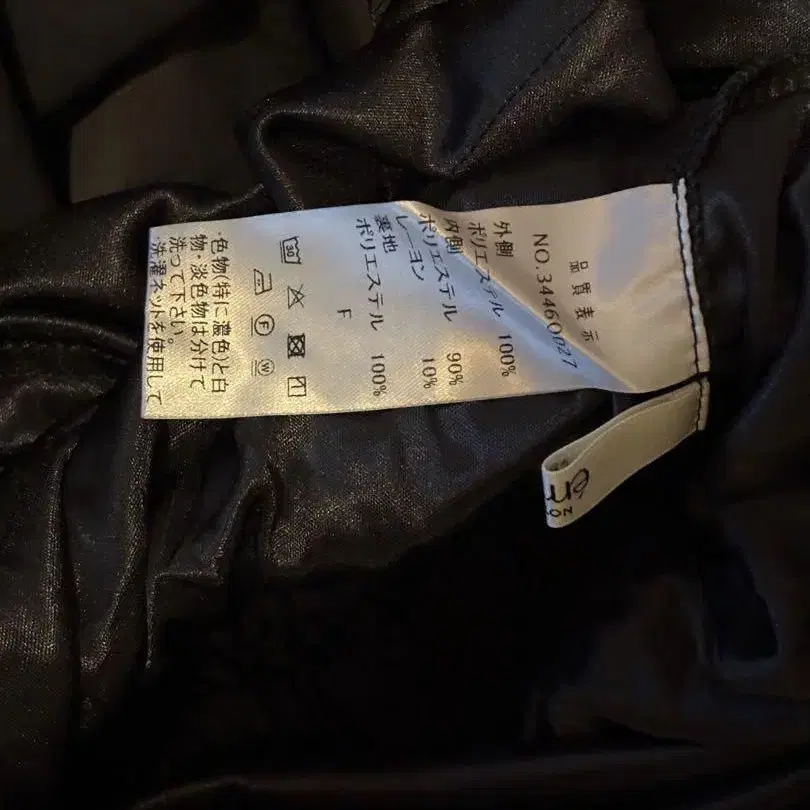 品質表示
NO.34460027
外側
ポリエステル 100%
内側
ポリエステル 90%
レーヨン 10%
裏地
ポリエステル 100%
F
30
F
W
・色物(特に濃色)と白
物・淡色物は分けて
洗って下さい。
・洗濯ネットを使用して